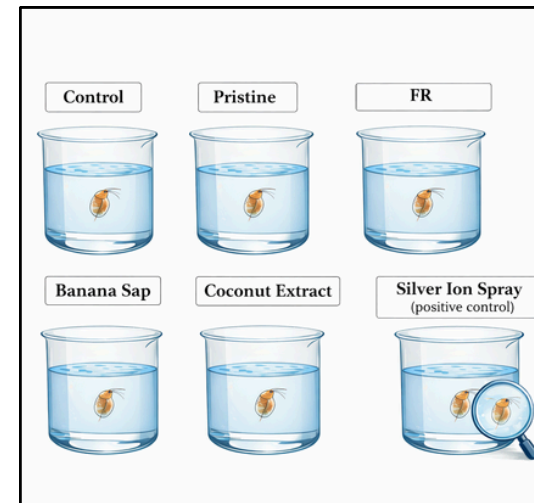 Control
Pristine
FR
Banana Sap
Coconut Extract
Silver Ion Spray
(positive control)